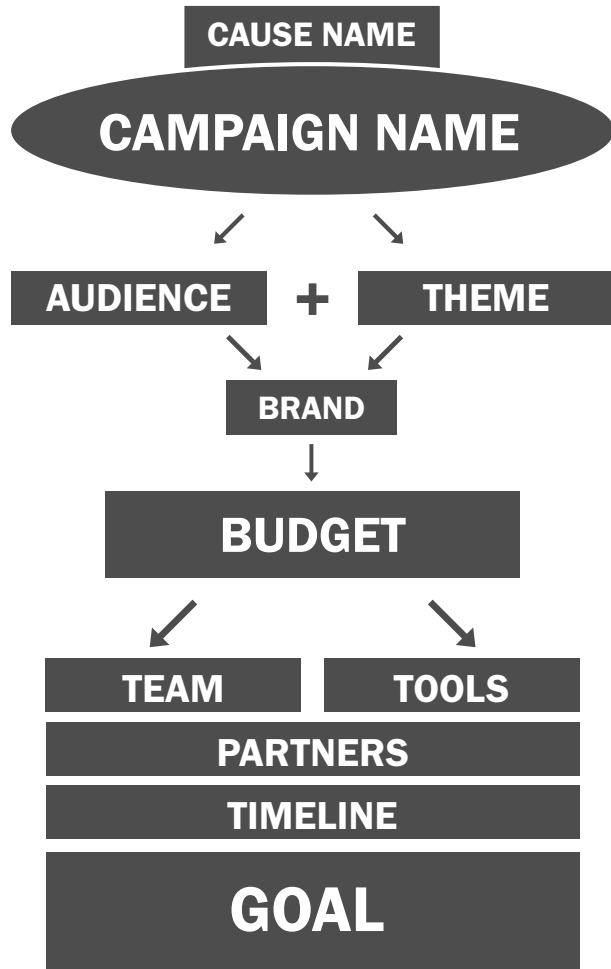 CAUSE NAME
CAMPAIGN NAME
AUDIENCE + THEME
BRAND
BUDGET
TEAM TOOLS
PARTNERS
TIMELINE
GOAL